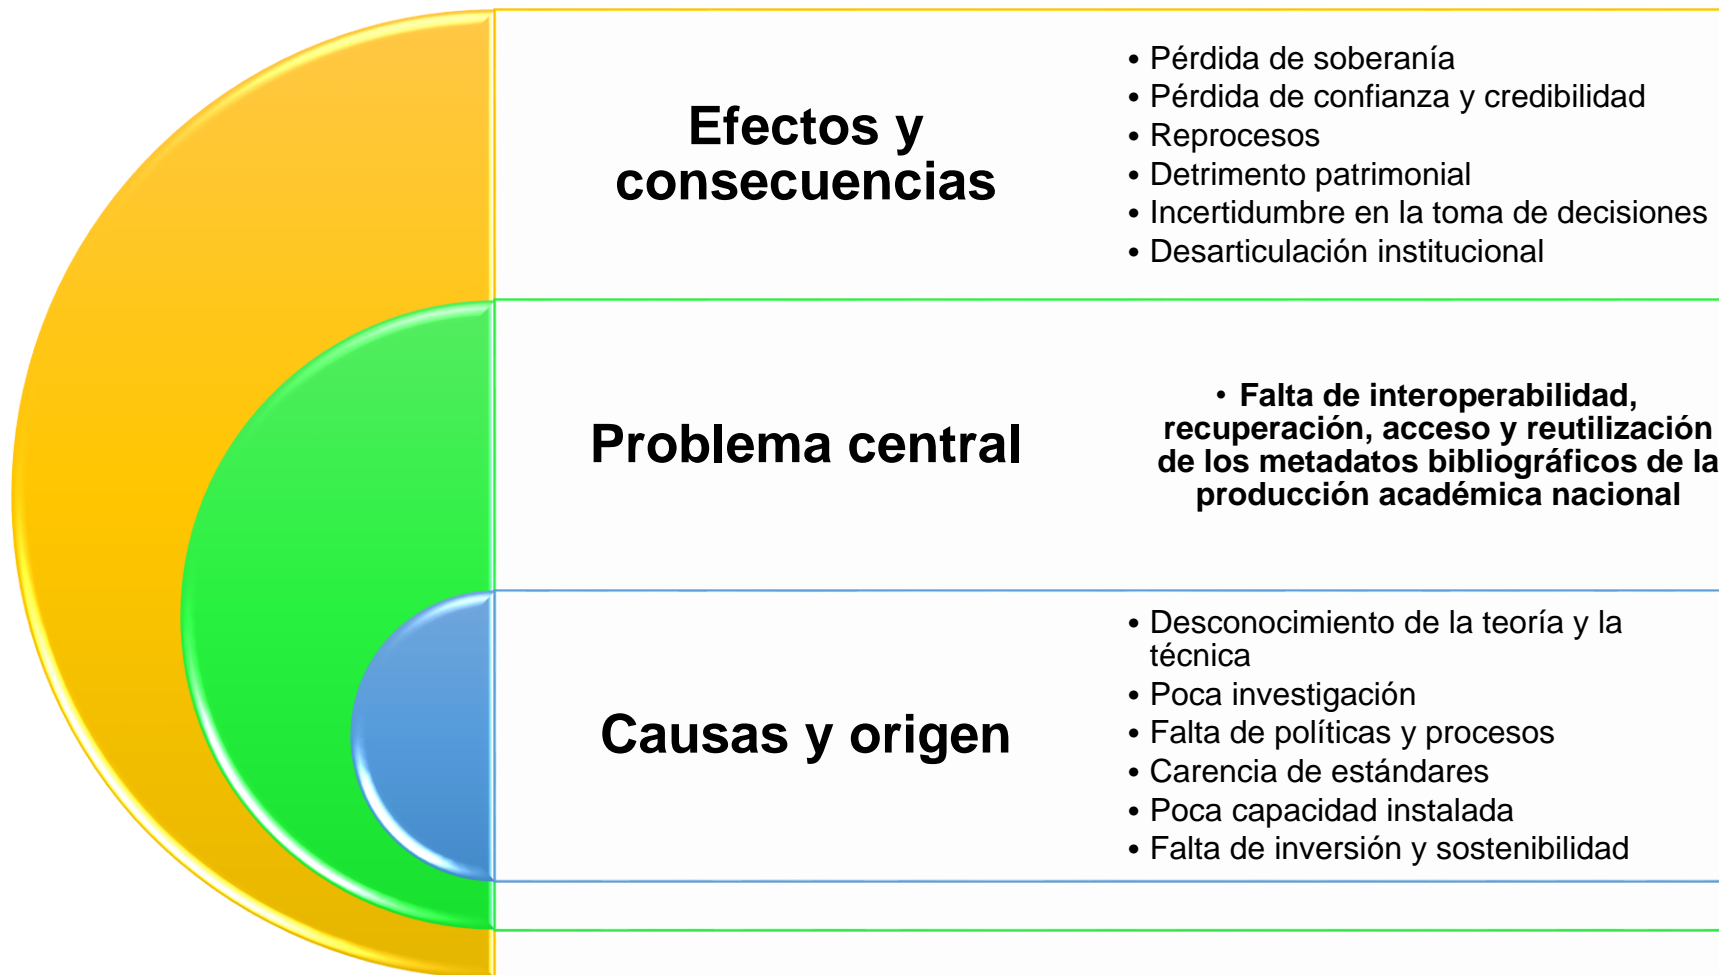 Efectos y
consecuencias
• Pérdida de soberanía
• Pérdida de confianza y credibilidad
• Reprocesos
• Detrimento patrimonial
• Incertidumbre en la toma de decisiones
• Desarticulación institucional
Problema central
• Falta de interoperabilidad,
recuperación, acceso y reutilización
de los metadatos bibliográficos de la
producción académica nacional
Causas y origen
• Desconocimiento de la teoría y la
técnica
• Poca investigación
• Falta de políticas y procesos
• Carencia de estándares
• Poca capacidad instalada
• Falta de inversión y sostenibilidad